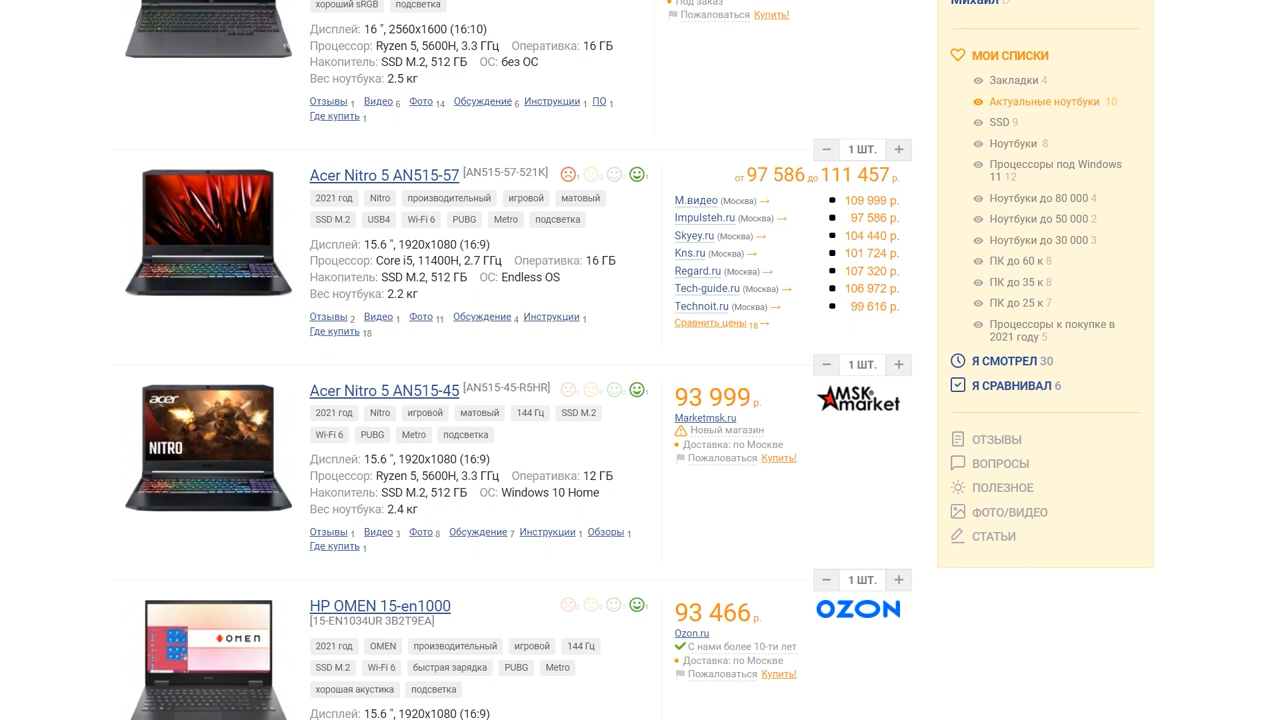 хороший sRGB подсветка
Дисплей: 16 ", 2560x1600 (16:10)
Процессор: Ryzen 5, 5600H, 3.3 ГГц Оперативка: 16 ГБ
Накопитель: SSD M.2, 512 ГБ ОС: без ОС
Вес ноутбука: 2.5 кг
Отзывы 1 Видео 6 Фото 14 Обсуждение 6 Инструкции 1 ПО 1
Где купить 1
Под заказ
Пожаловаться Купить!
− 1 ШТ. +
Acer Nitro 5 AN515-57 [AN515-57-521K]
2021 год Nitro производительный игровой матовый
SSD M.2 USB4 Wi-Fi 6 PUBG Metro подсветка
Дисплей: 15.6 ", 1920x1080 (16:9)
Процессор: Core i5, 11400H, 2.7 ГГц Оперативка: 16 ГБ
Накопитель: SSD M.2, 512 ГБ ОС: Endless OS
Вес ноутбука: 2.2 кг
Отзывы 2 Видео 1 Фото 11 Обсуждение 4 Инструкции 1
Где купить 18
от 97 586 до 111 457 р.
М.видео (Москва) → 109 999 р.
Impulsteh.ru (Москва) → 97 586 р.
Skyey.ru (Москва) → 104 440 р.
Kns.ru (Москва) → 101 724 р.
Regard.ru (Москва) → 107 320 р.
Tech-guide.ru (Москва) → 106 972 р.
Technoit.ru (Москва) → 99 616 р.
Сравнить цены 18 →
− 1 ШТ. +
acer
NITRO
Acer Nitro 5 AN515-45 [AN515-45-R5HR]
2021 год Nitro игровой матовый 144 Гц SSD M.2
Wi-Fi 6 PUBG Metro подсветка
Дисплей: 15.6 ", 1920x1080 (16:9)
Процессор: Ryzen 5, 5600H, 3.3 ГГц Оперативка: 12 ГБ
Накопитель: SSD M.2, 512 ГБ ОС: Windows 10 Home
Вес ноутбука: 2.4 кг
Отзывы 1 Видео 3 Фото 8 Обсуждение 7 Инструкции 1 Обзоры 1
Где купить 1
93 999 р.
MSK market
Marketmsk.ru
Новый магазин
Доставка: по Москве
Пожаловаться Купить!
− 1 ШТ. +
OMEN
HP OMEN 15-en1000
[15-EN1034UR 3B2T9EA]
2021 год OMEN производительный игровой 144 Гц
SSD M.2 Wi-Fi 6 быстрая зарядка PUBG Metro
хорошая акустика подсветка
Дисплей: 15.6 ", 1920x1080 (16:9)
93 466 р.
OZON
Ozon.ru
С нами более 10-ти лет
Доставка: по Москве
Пожаловаться Купить!
Михаил
МОИ СПИСКИ
Закладки 4
Актуальные ноутбуки 10
SSD 9
Ноутбуки 8
Процессоры под Windows
11 12
Ноутбуки до 80 000 4
Ноутбуки до 50 000 2
Ноутбуки до 30 000 3
ПК до 60 к 8
ПК до 35 к 8
ПК до 25 к 7
Процессоры к покупке в
2021 году 5
Я СМОТРЕЛ 30
Я СРАВНИВАЛ 6
ОТЗЫВЫ
ВОПРОСЫ
ПОЛЕЗНОЕ
ФОТО/ВИДЕО
СТАТЬИ